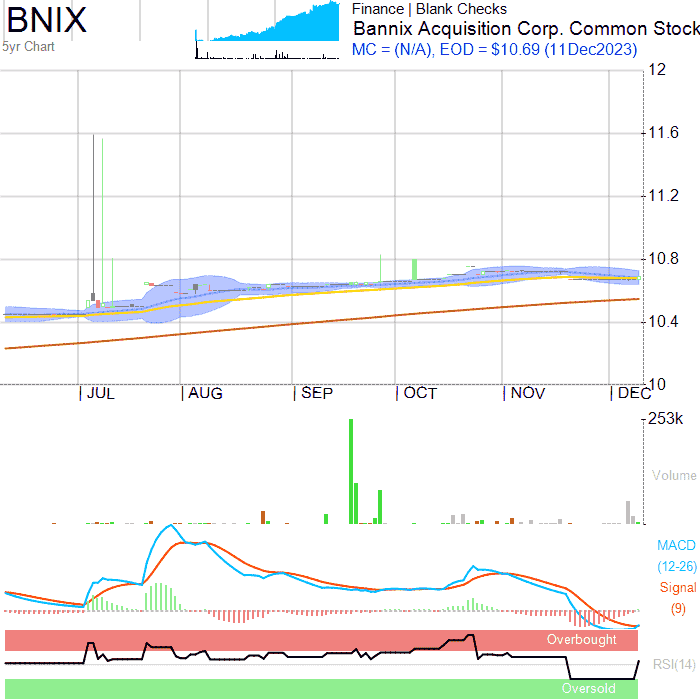 BNIX
5yr Chart
Finance | Blank Checks
Bannix Acquisition Corp. Common Stock
MC = (N/A), EOD = $10.69 (11Dec2023)
12
11.6
11.2
10.8
10.4
10
JUL
AUG
SEP
OCT
NOV
DEC
253k
Volume
MACD
(12-26)
Signal
(9)
Overbought
RSI(14)
Oversold